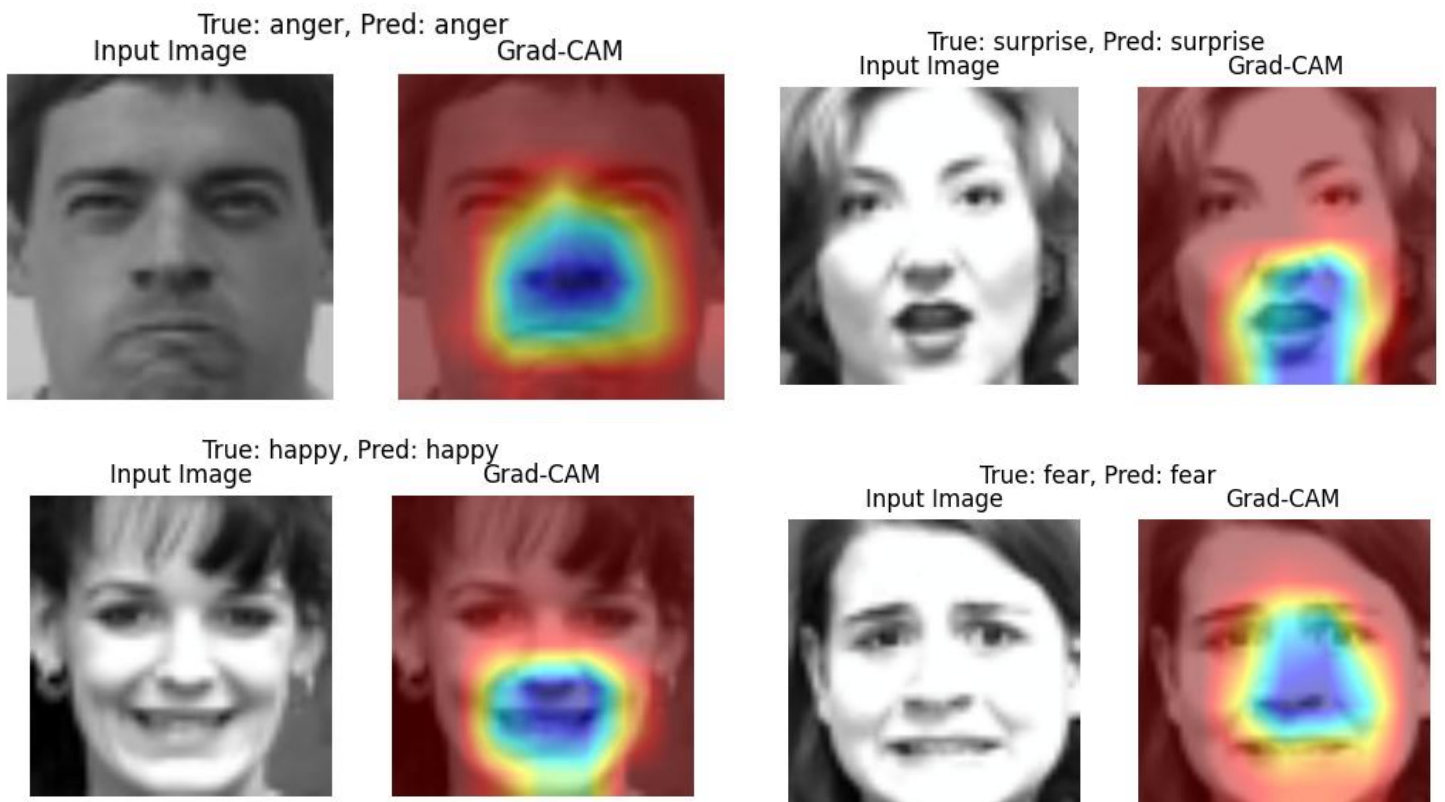 True: anger, Pred: anger
Input Image
Grad-CAM
True: surprise, Pred: surprise
Input Image
Grad-CAM
True: happy, Pred: happy
Input Image
Grad-CAM
True: fear, Pred: fear
Input Image
Grad-CAM